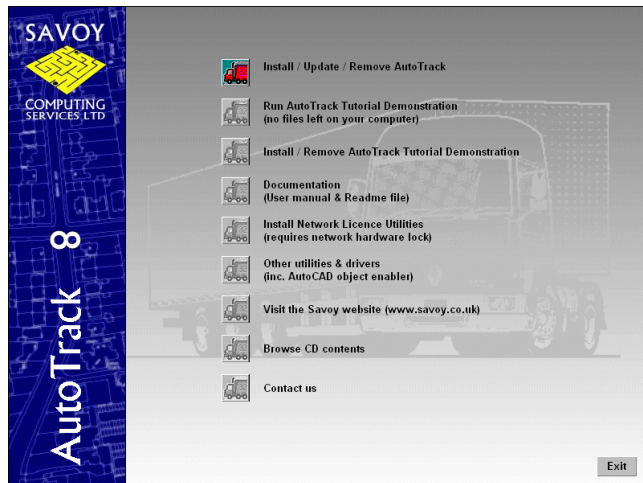 SAVOY
COMPUTING
SERVICES LTD
AutoTrack 8
Install / Update / Remove AutoTrack
Run AutoTrack Tutorial Demonstration
(no files left on your computer)
Install / Remove AutoTrack Tutorial Demonstration
Documentation
(User manual & Readme file)
Install Network Licence Utilities
(requires network hardware lock)
Other utilities & drivers
(inc. AutoCAD object enabler)
Visit the Savoy website (www.savoy.co.uk)
Browse CD contents
Contact us
Exit